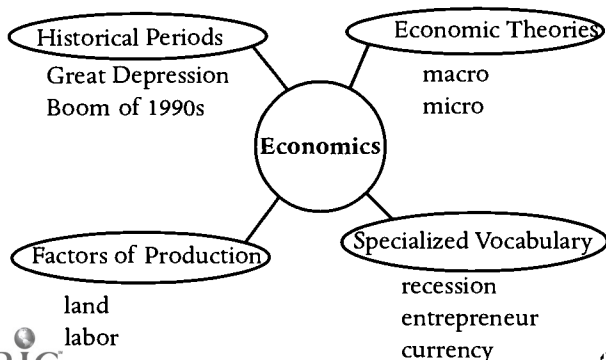 Historical Periods
Great Depression
Boom of 1990s
Economic Theories
macro
micro
Economics
Factors of Production
land
labor
Specialized Vocabulary
recession
entrepreneur
currency